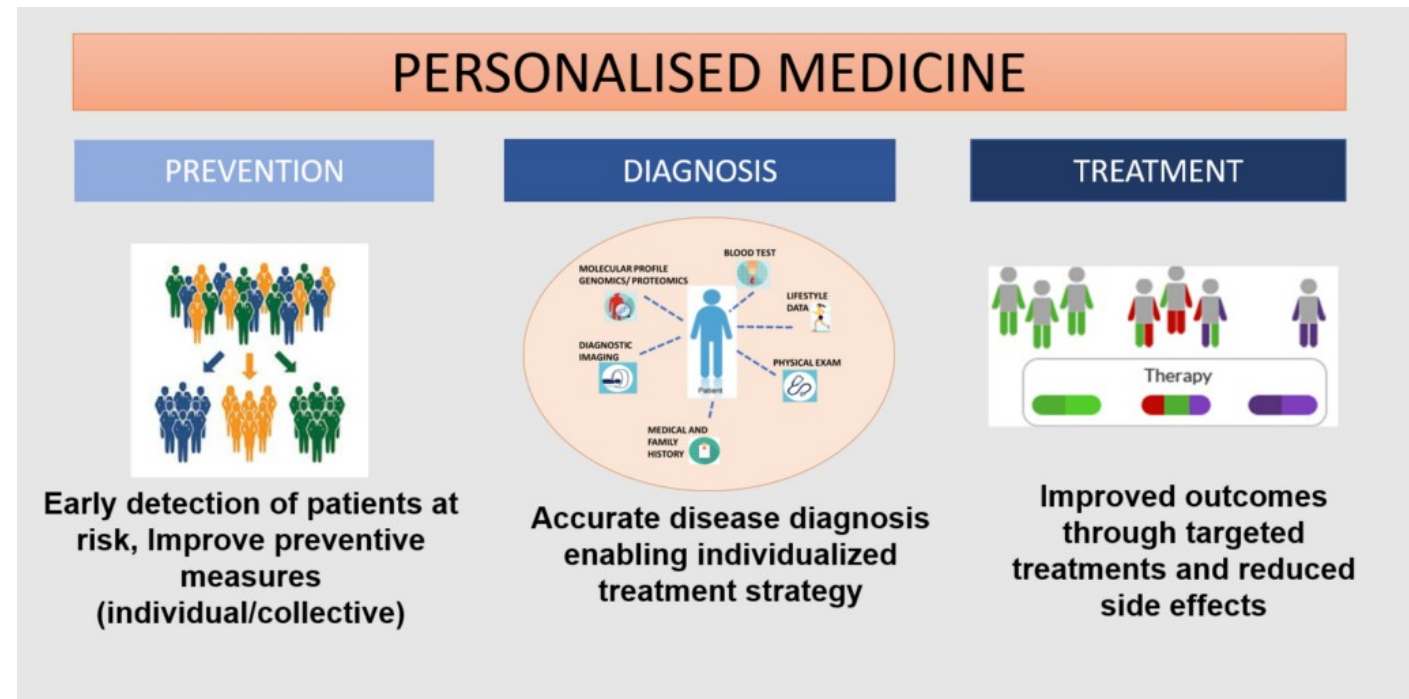 PERSONALISED MEDICINE
PREVENTION
Early detection of patients at
risk, Improve preventive
measures
(individual/collective)
DIAGNOSIS
BLOOD TEST
MOLECULAR PROFILE
GENOMICS/ PROTEOMICS
LIFESTYLE
DATA
DIAGNOSTIC
IMAGING
PHYSICAL EXAM
Patient
MEDICAL AND
FAMILY
HISTORY
Accurate disease diagnosis
enabling individualized
treatment strategy
TREATMENT
Therapy
Improved outcomes
through targeted
treatments and reduced
side effects